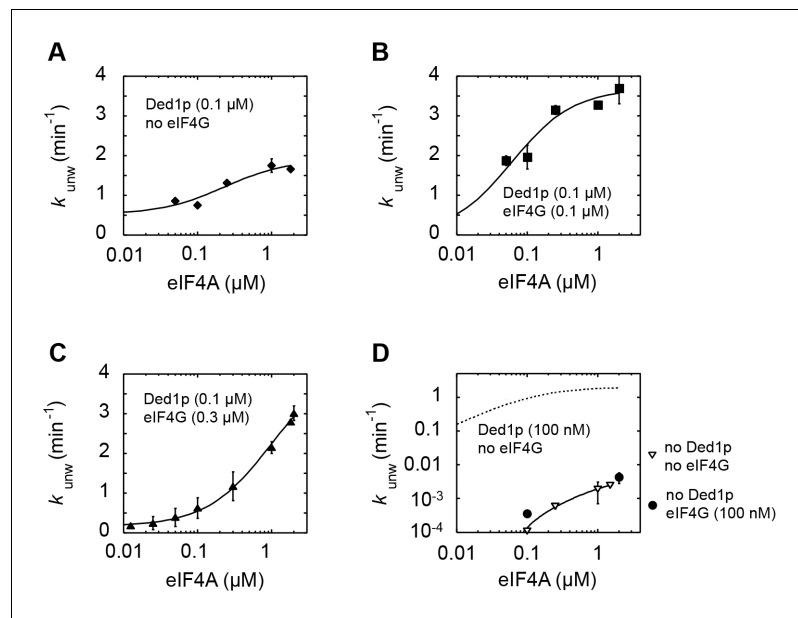 A
4
3
2
1
0
k unw (min⁻¹)
Ded1p (0.1 µM)
no eIF4G
0.01 0.1 1
eIF4A (µM)
B
4
3
2
1
0
k unw (min⁻¹)
Ded1p (0.1 µM)
eIF4G (0.1 µM)
0.01 0.1 1
eIF4A (µM)
C
4
3
2
1
0
k unw (min⁻¹)
Ded1p (0.1 µM)
eIF4G (0.3 µM)
0.01 0.1 1
eIF4A (µM)
D
1
0.1
0.01
10⁻³
10⁻⁴
k unw (min⁻¹)
Ded1p (100 nM)
no eIF4G
0.01 0.1 1
eIF4A (µM)
no Ded1p
no eIF4G
no Ded1p
eIF4G (100 nM)